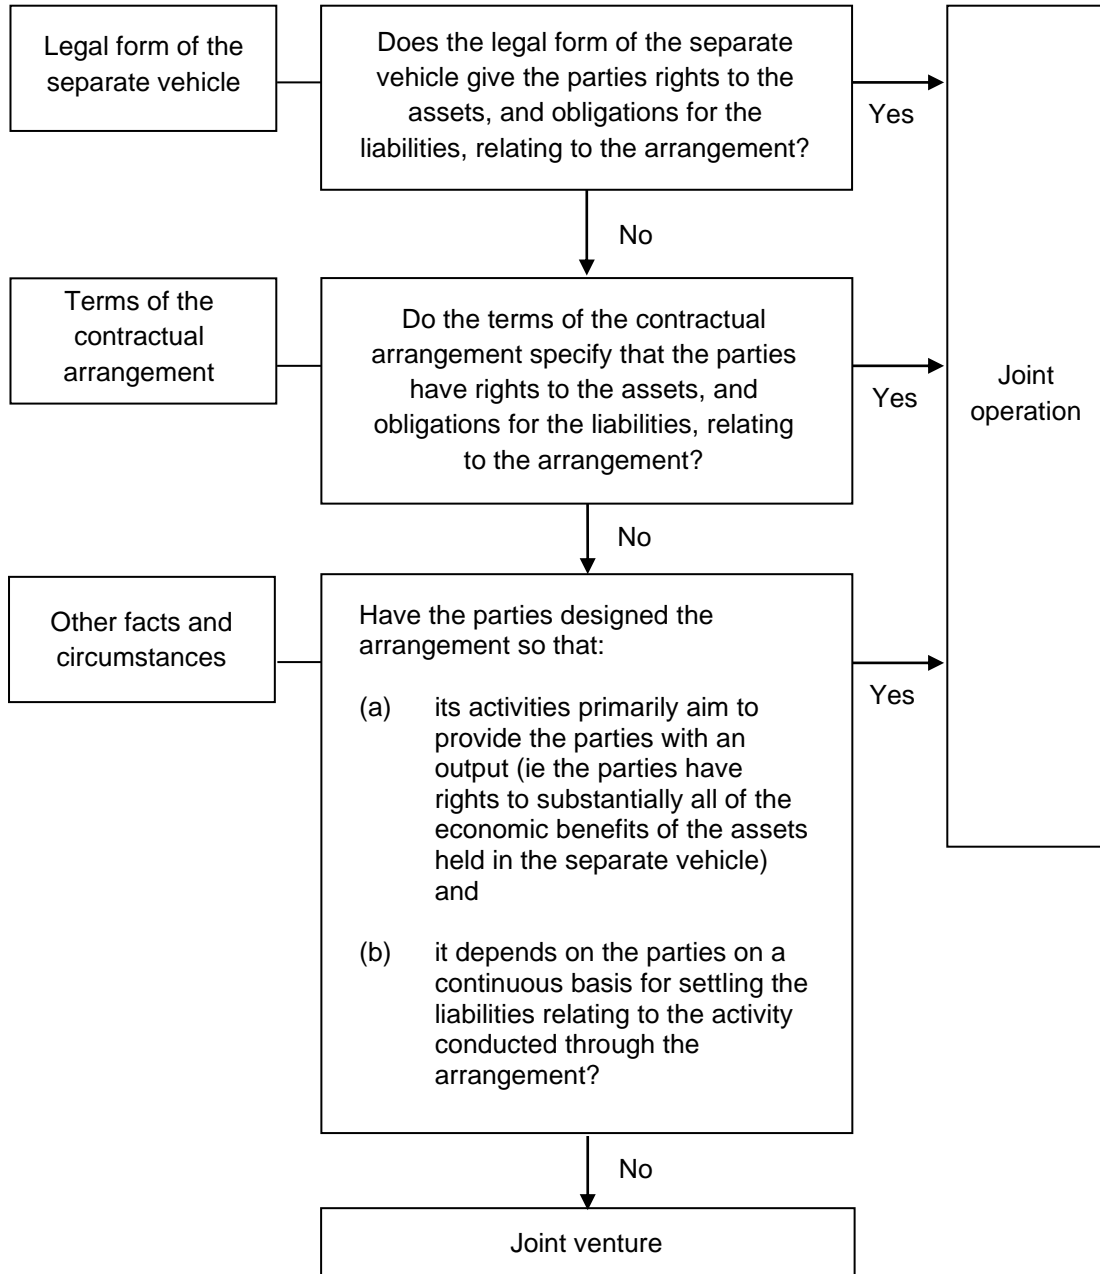 Legal form of the
separate vehicle
Does the legal form of the separate
vehicle give the parties rights to the
assets, and obligations for the
liabilities, relating to the arrangement?
Yes
No
Terms of the
contractual
arrangement
Do the terms of the contractual
arrangement specify that the parties
have rights to the assets, and
obligations for the liabilities, relating
to the arrangement?
Yes
Joint
operation
No
Other facts and
circumstances
Have the parties designed the
arrangement so that:
(a) its activities primarily aim to
provide the parties with an
output (ie the parties have
rights to substantially all of the
economic benefits of the assets
held in the separate vehicle)
and
(b) it depends on the parties on a
continuous basis for settling the
liabilities relating to the activity
conducted through the
arrangement?
Yes
No
Joint venture